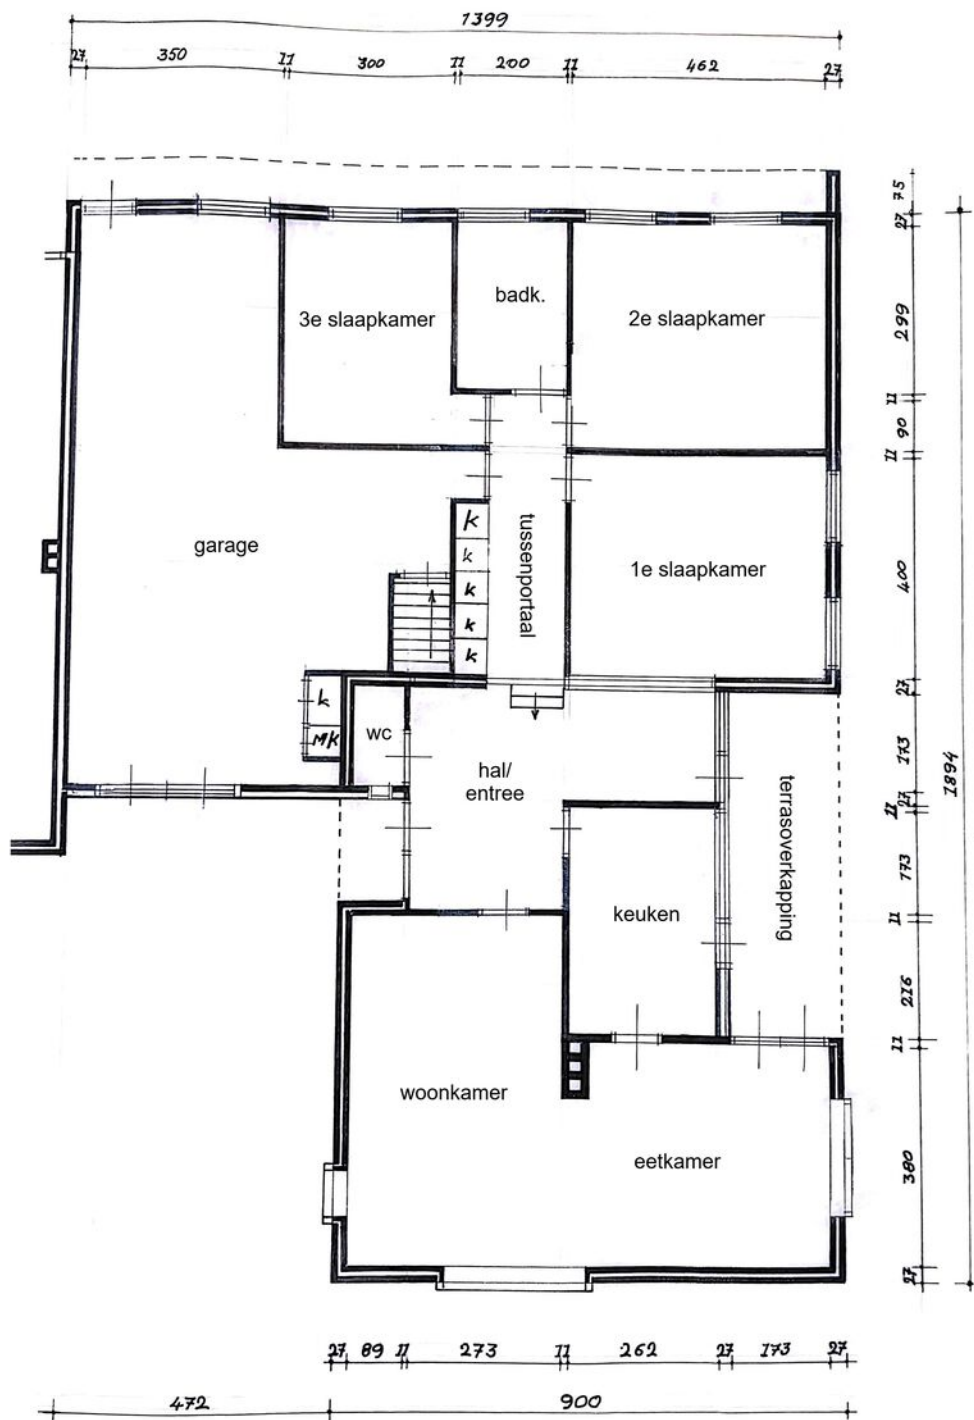 1399
27 350 11 300 11 200 11 462 27
75
27
299
11
90
11
400
27
173
27
11
173
11
216
11
380
27
1894
badk.
3e slaapkamer
2e slaapkamer
garage
tussenportaal
1e slaapkamer
k
k
k
k
k
k
MK
wc
hal/
entree
terrasoverkapping
keuken
woonkamer
eetkamer
27 89 11 273 11 262 27 173 27
472 900